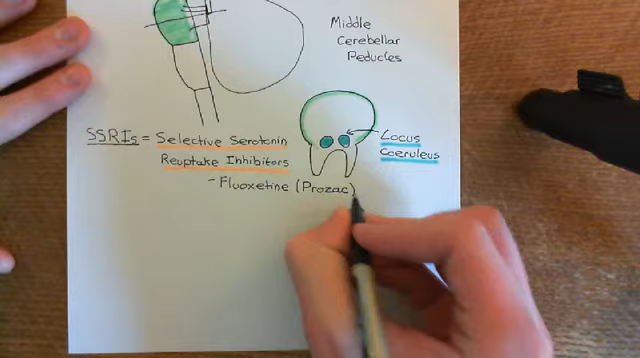 Middle
Cerebellar
Peducles
SSRIs = Selective Serotonin
Reuptake Inhibitors
- Fluoxetine (Prozac)
Locus
Coeruleus